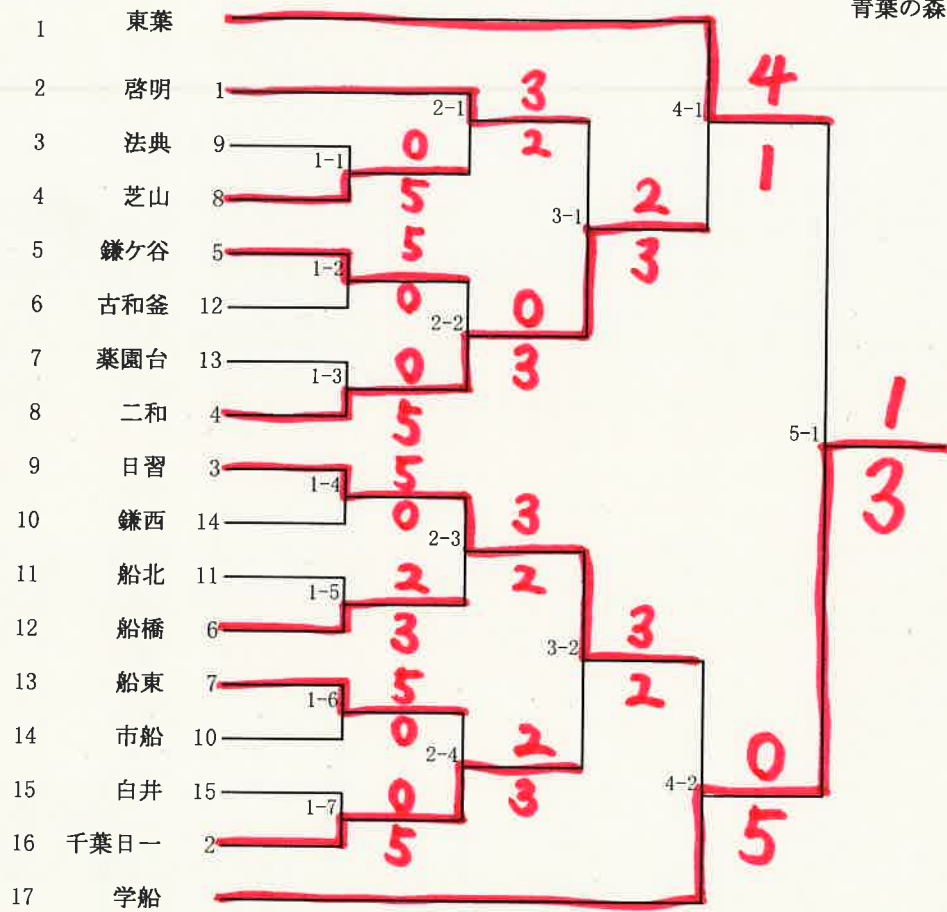 青葉の森
1 東葉
4
2 啓明 1
2-1 3
4-1
3 法典 9
1-1 0
2
1
4 芝山 8
5
3-1 2
5 鎌ケ谷 5
1-2 5
3
6 古和釜 12
0
2-2 0
7 薬園台 13
1-3 0
3
8 二和 4
5
5-1 1
9 日習 3
1-4 5
3
10 鎌西 14
0
2-3 3
11 船北 11
1-5 2
2
12 船橋 6
3
3-2 3
13 船東 7
1-6 5
2
14 市船 10
0
2-4 2
0
15 白井 15
1-7 0
3
4-2
16 千葉日一 2
5
5
17 学船